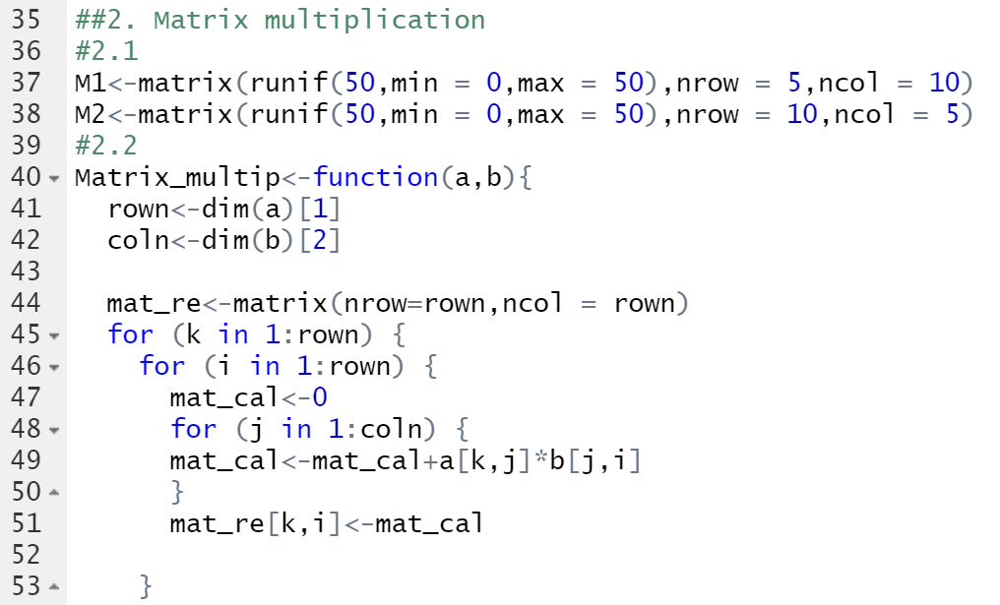 35 ##2. Matrix multiplication
36 #2.1
37 M1<-matrix(runif(50,min = 0,max = 50),nrow = 5,ncol = 10)
38 M2<-matrix(runif(50,min = 0,max = 50),nrow = 10,ncol = 5)
39 #2.2
40 Matrix_multip<-function(a,b){
41   rown<-dim(a)[1]
42   coln<-dim(b)[2]
43
44   mat_re<-matrix(nrow=rown,ncol = rown)
45   for (k in 1:rown) {
46     for (i in 1:rown) {
47       mat_cal<-0
48       for (j in 1:coln) {
49       mat_cal<-mat_cal+a[k,j]*b[j,i]
50       }
51       mat_re[k,i]<-mat_cal
52
53     }